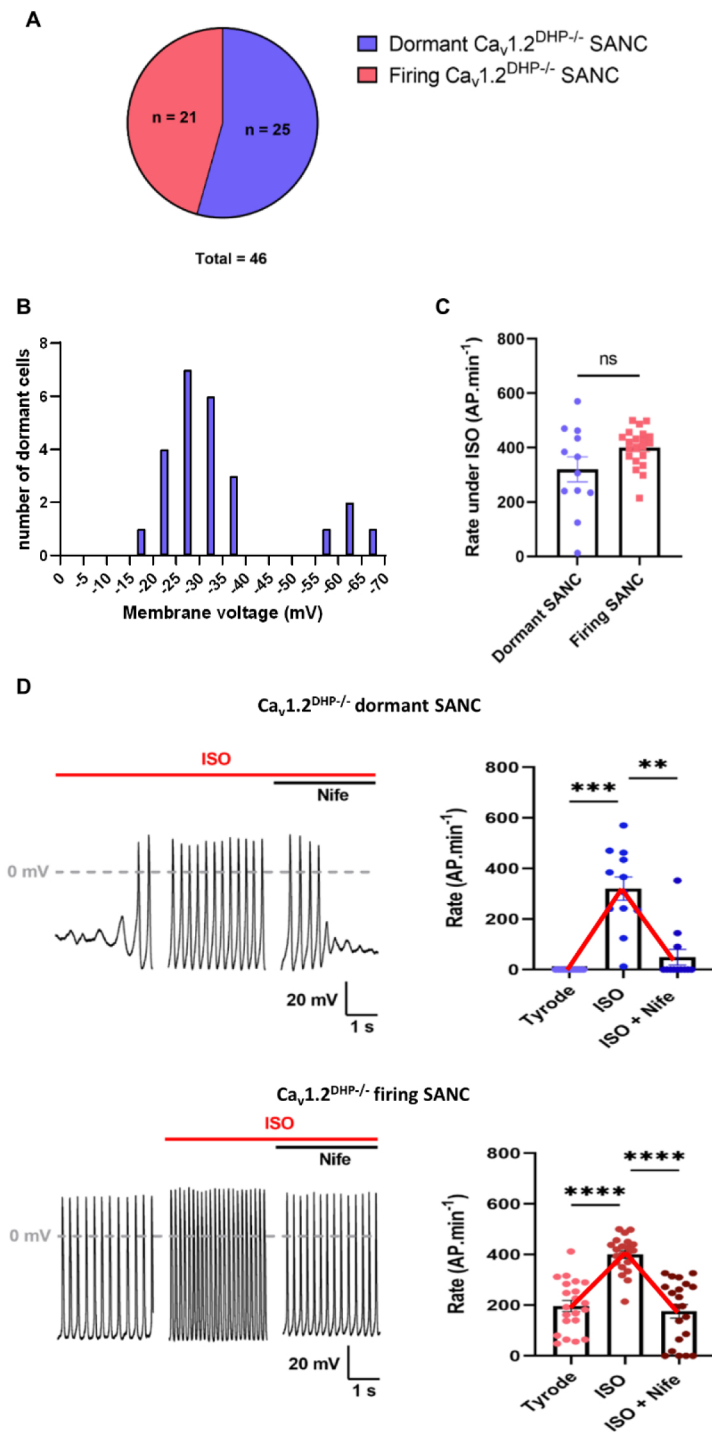 A
Dormant Cav1.2DHP-/- SANC
Firing Cav1.2DHP-/- SANC
n = 21
n = 25
Total = 46
B
number of dormant cells
8
6
4
2
0
0 -5 -10 -15 -20 -25 -30 -35 -40 -45 -50 -55 -60 -65 -70
Membrane voltage (mV)
C
Rate under ISO (AP.min-1)
800
600
400
200
0
ns
Dormant SANC
Firing SANC
D
Cav1.2DHP-/- dormant SANC
ISO
Nife
0 mV
20 mV
1 s
Rate (AP.min-1)
800
600
400
200
0
*** **
Tyrode
ISO
ISO + Nife
Cav1.2DHP-/- firing SANC
ISO
Nife
0 mV
20 mV
1 s
Rate (AP.min-1)
800
600
400
200
0
**** ****
Tyrode
ISO
ISO + Nife